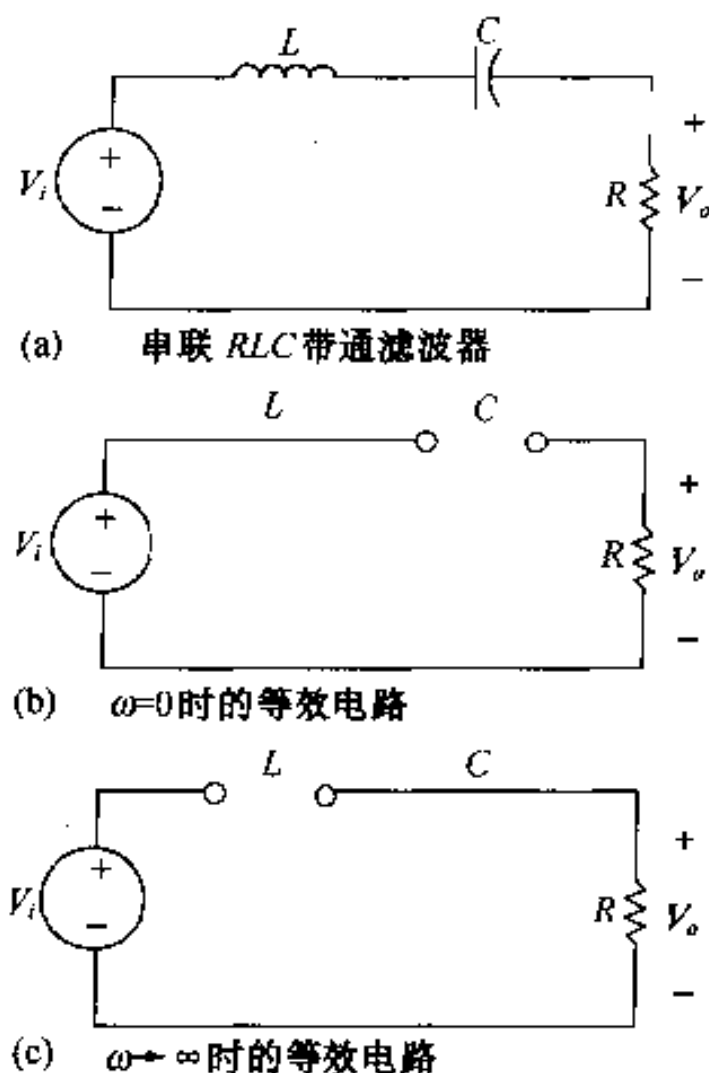 L C
V_i + − R + V_o −
(a) 串联 RLC 带通滤波器
L C
V_i + − R + V_o −
(b) ω=0时的等效电路
L C
V_i + − R + V_o −
(c) ω→∞时的等效电路